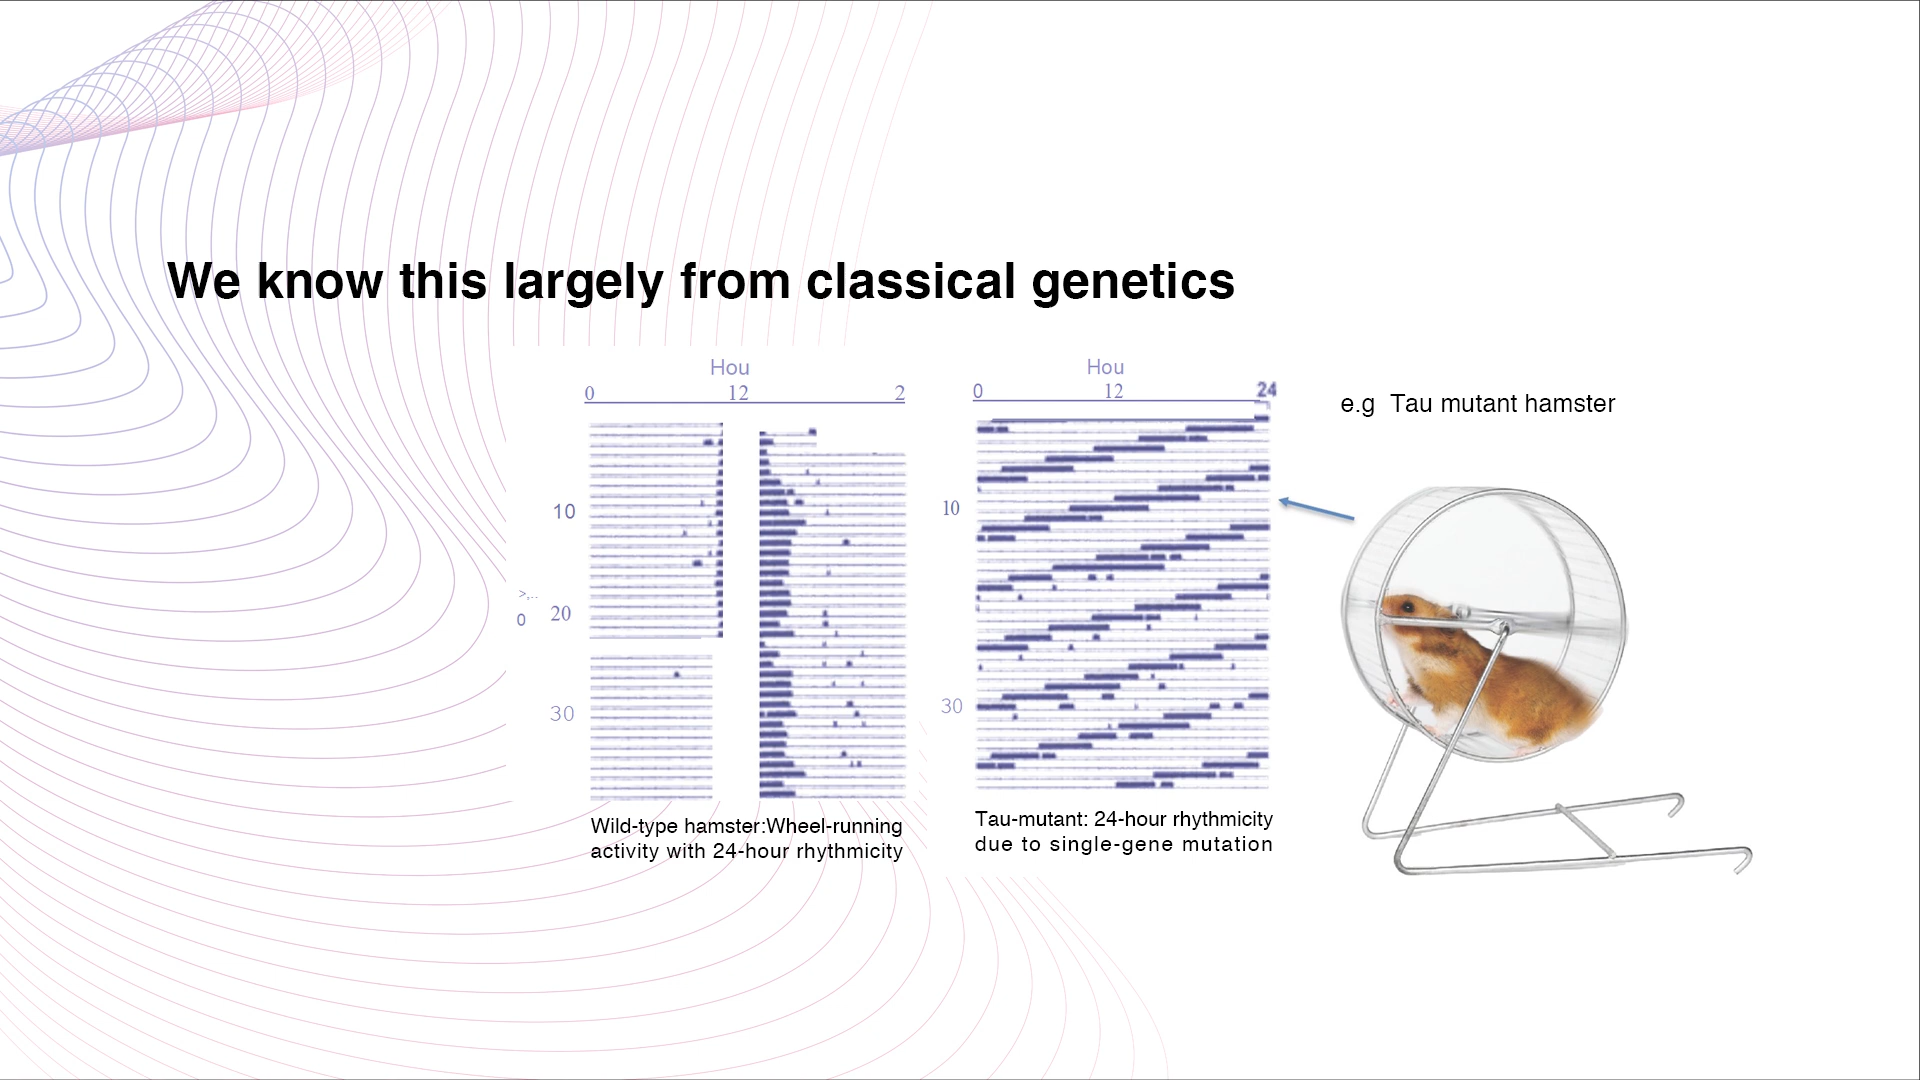 We know this largely from classical genetics
Hou
0 12 2
10
>,..
0 20
30
Wild-type hamster:Wheel-running
activity with 24-hour rhythmicity
Hou
0 12 24
10
30
Tau-mutant: 24-hour rhythmicity
due to single-gene mutation
e.g Tau mutant hamster